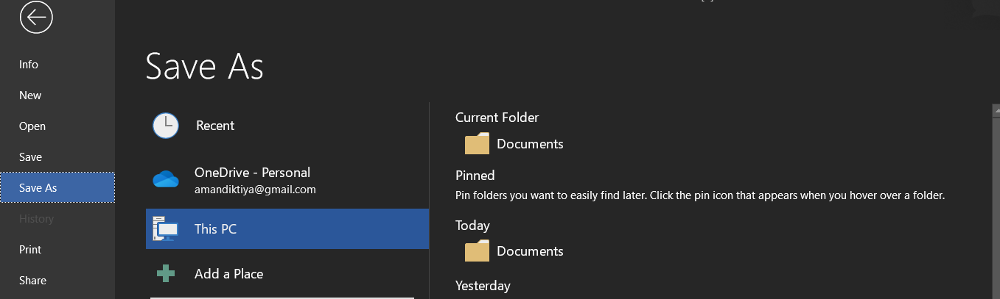 Info
New
Open
Save
Save As
History
Print
Share
Save As
Recent
OneDrive - Personal
amandiktiya@gmail.com
This PC
Add a Place
Current Folder
Documents
Pinned
Pin folders you want to easily find later. Click the pin icon that appears when you hover over a folder.
Today
Documents
Yesterday